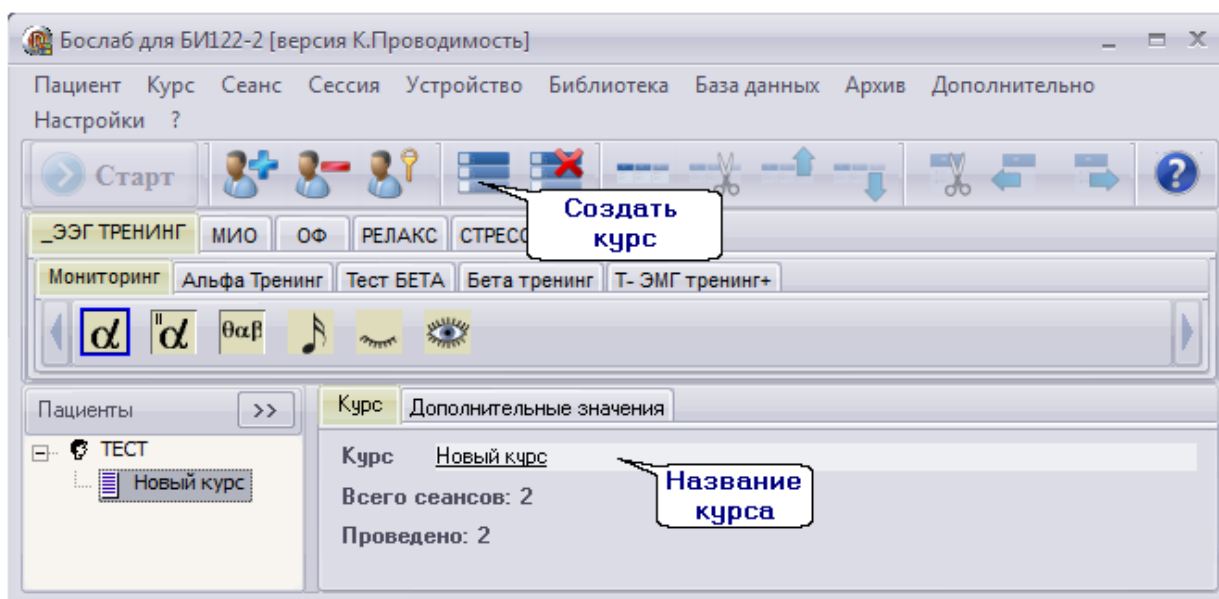 Бослаб для БИ122-2 [версия К.Проводимость]
Пациент Курс Сеанс Сессия Устройство Библиотека База данных Архив Дополнительно
Настройки ?
Старт
Создать
курс
_ЭЭГ ТРЕНИНГ МИО ОФ РЕЛАКС СТРЕСС
Мониторинг Альфа Тренинг Тест БЕТА Бета тренинг Т- ЭМГ тренинг+
α "α θαβ
Пациенты >>
Курс Дополнительные значения
ТЕСТ
Новый курс
Курс Новый курс
Название
курса
Всего сеансов: 2
Проведено: 2